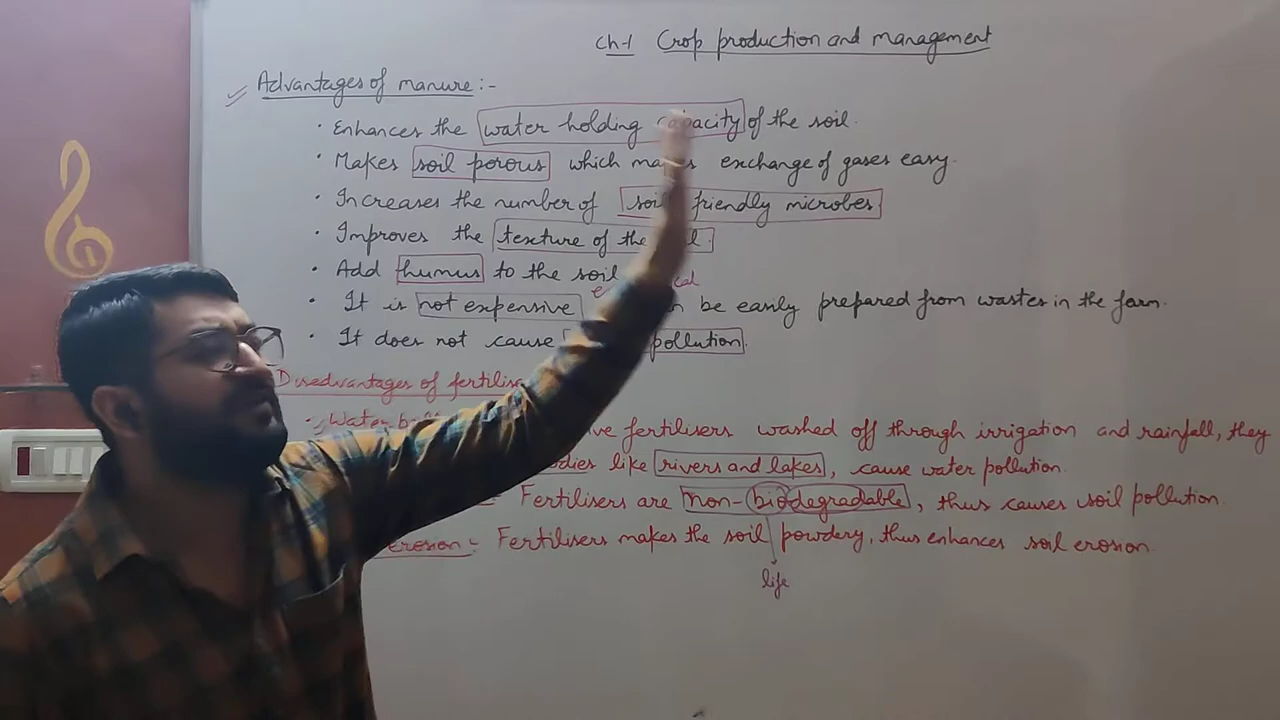 Ch-1 Crop production and management
Advantages of manure :-
· Enhances the water holding capacity of the soil.
· Makes soil porous which makes exchange of gases easy.
· Increases the number of soil friendly microbes
· Improves the texture of the
· Add humus to the soil
· It is not expensive be easily prepared from wastes in the farm.
· It does not cause pollution.
Disadvantages of
· Water
fertilisers washed off through irrigation and rainfall, they
like rivers and lakes, cause water pollution.
Fertilisers are non-biodegradable, thus causes soil pollution.
erosion:- Fertilisers makes the soil powdery, thus enhances soil erosion.
life